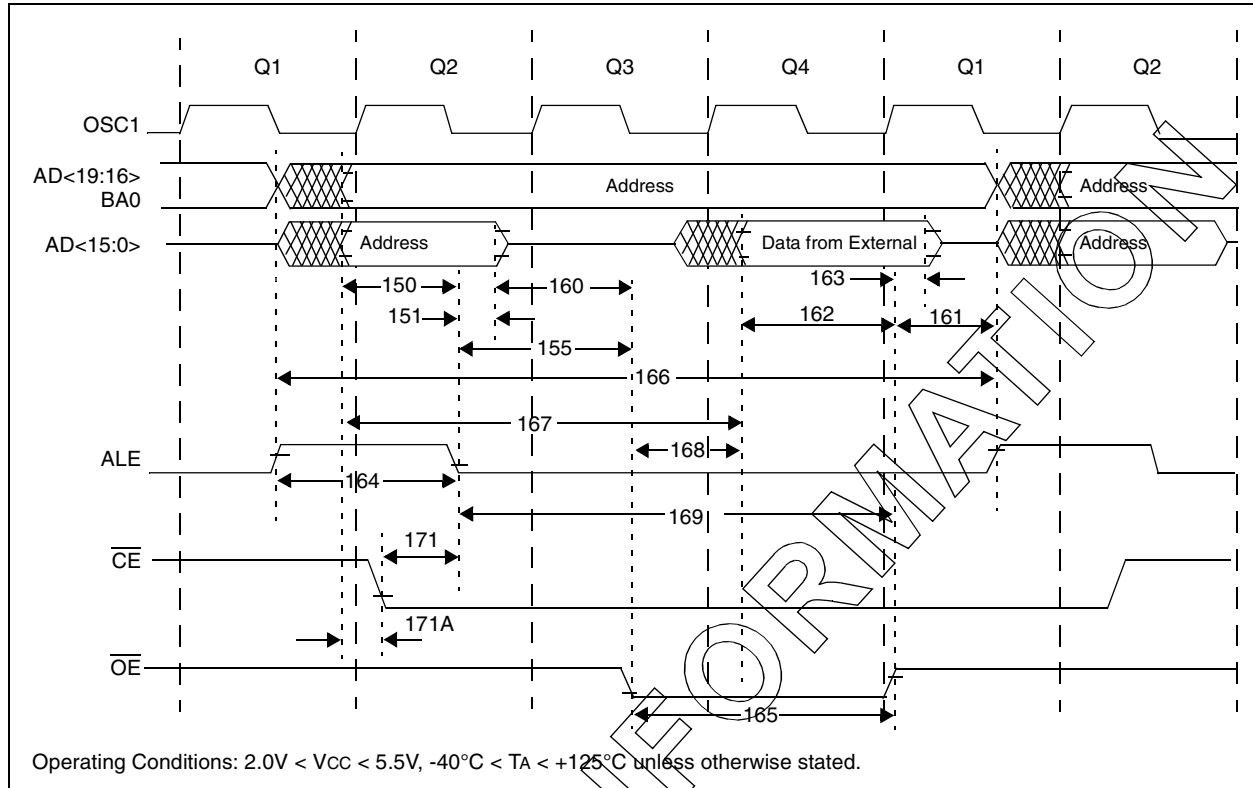 Q1 Q2 Q3 Q4 Q1 Q2
OSC1
AD<19:16>
BA0
Address
Address
AD<15:0>
Address
Data from External
Address
150
160
163
151
162
161
155
166
167
ALE
168
164
169
171
CE
171A
OE
165
Operating Conditions: 2.0V < VCC < 5.5V, -40°C < TA < +125°C unless otherwise stated.
IFORMATION